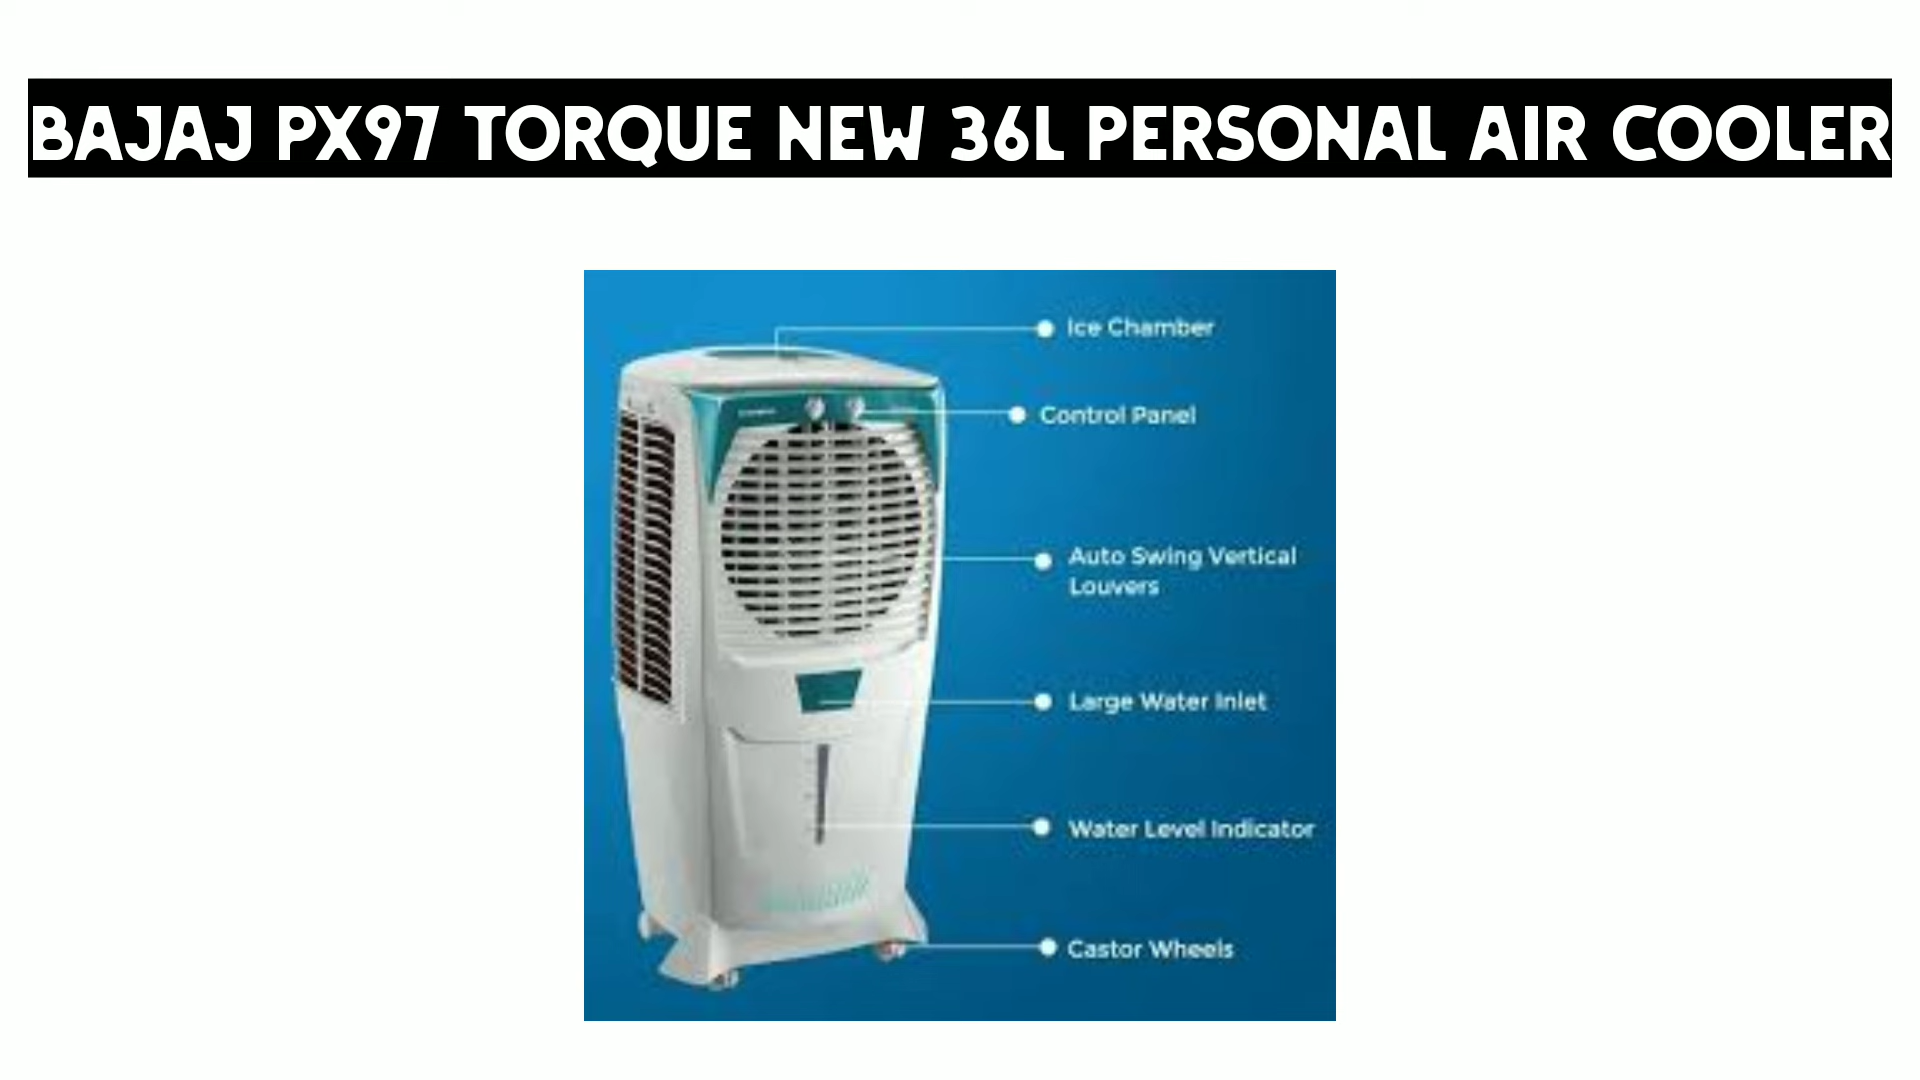 BAJAJ PX97 TORQUE NEW 36L PERSONAL AIR COOLER
Ice Chamber
Control Panel
Auto Swing Vertical
Louvers
Large Water Inlet
Water Level Indicator
Castor Wheels